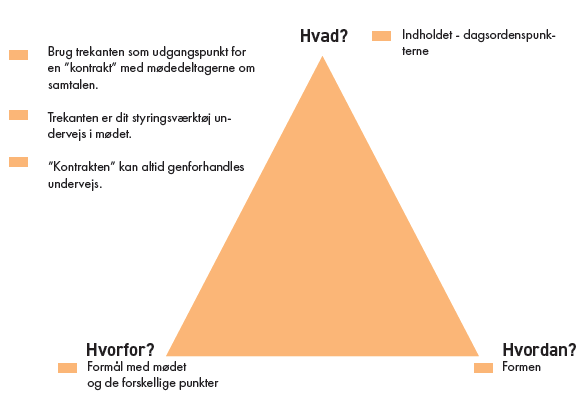 Hvad?
Indholdet - dagsordenspunk-
terne
Brug trekanten som udgangspunkt for
en ”kontrakt” med mødedeltagerne om
samtalen.
Trekanten er dit styringsværktøj un-
dervejs i mødet.
”Kontrakten” kan altid genforhandles
undervejs.
Hvorfor?
Formål med mødet
og de forskellige punkter
Hvordan?
Formen